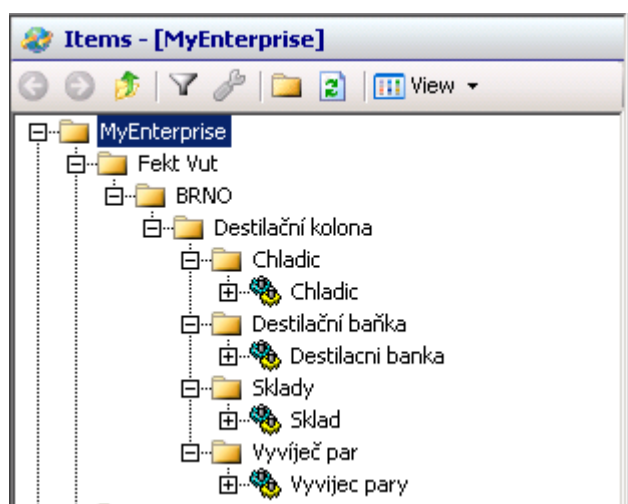 Items - [MyEnterprise]
View
MyEnterprise
Fekt Vut
BRNO
Destilační kolona
Chladic
Chladic
Destilační baňka
Destilacni banka
Sklady
Sklad
Vyvíječ par
Vyvijec pary